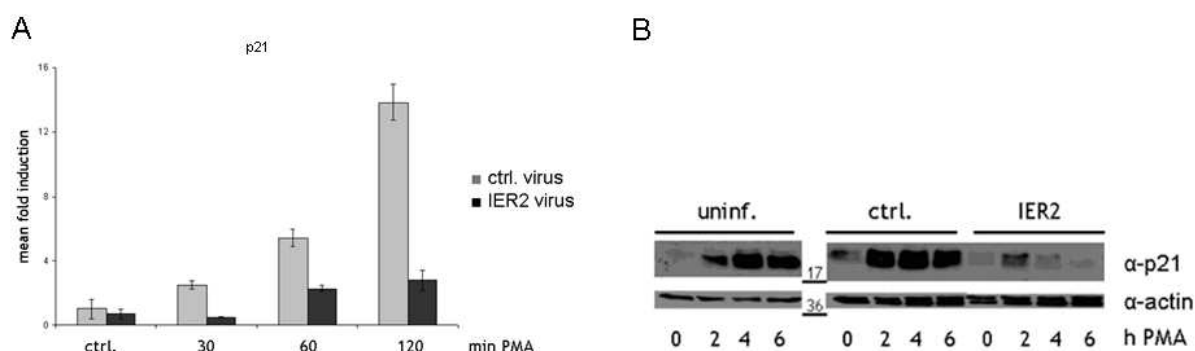 A
p21
16
12
8
4
0
mean fold induction
ctrl.
30
60
120
min PMA
ctrl. virus
IER2 virus
B
uninf.
ctrl.
IER2
17
α-p21
36
α-actin
0 2 4 6 0 2 4 6 0 2 4 6 h PMA